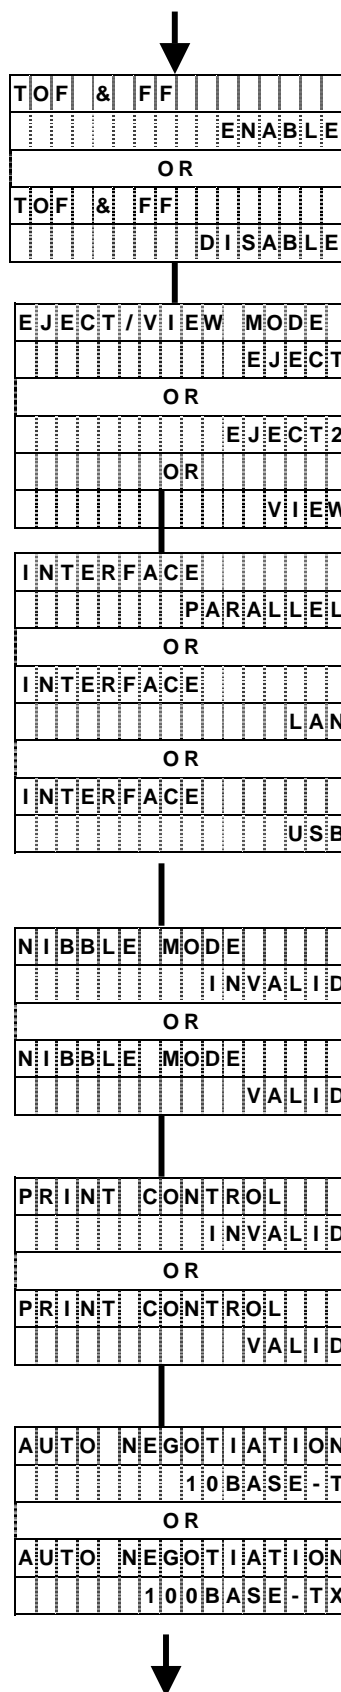 TOF & FF
ENABLE
OR
TOF & FF
DISABLE
EJECT/VIEW MODE
EJECT
OR
EJECT2
OR
VIEW
INTERFACE
PARALLEL
OR
INTERFACE
LAN
OR
INTERFACE
USB
NIBBLE MODE
INVALID
OR
NIBBLE MODE
VALID
PRINT CONTROL
INVALID
OR
PRINT CONTROL
VALID
AUTO NEGOTIATION
10BASE-T
OR
AUTO NEGOTIATION
100BASE-TX